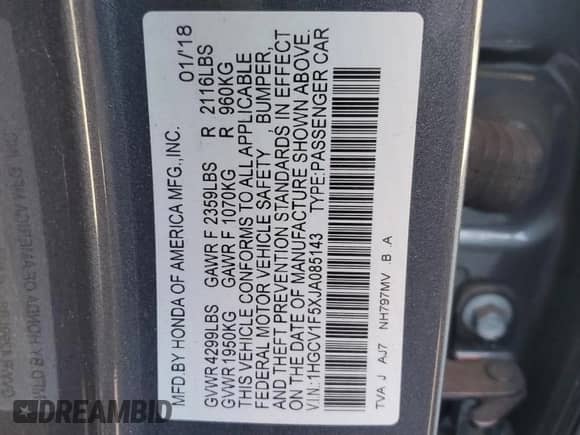 MFD.BY HONDA OF AMERICA MFG.,INC. 01/'18
GVWR 4299LBS GAWR F 2359LBS R 2116LBS
GVWR 1950KG GAWR F 1070KG R 960KG
THIS VEHICLE CONFORMS TO ALL APPLICABLE
FEDERAL MOTOR VEHICLE SAFETY , BUMPER,
AND THEFT PREVENTION STANDARDS IN EFFECT
ON THE DATE OF MANUFACTURE SHOWN ABOVE.
V.I.N.:1HGCV1F5XJA085143 TYPE:PASSENGER CAR
TVA J AJ7 NH797MV B A
DREAMBID